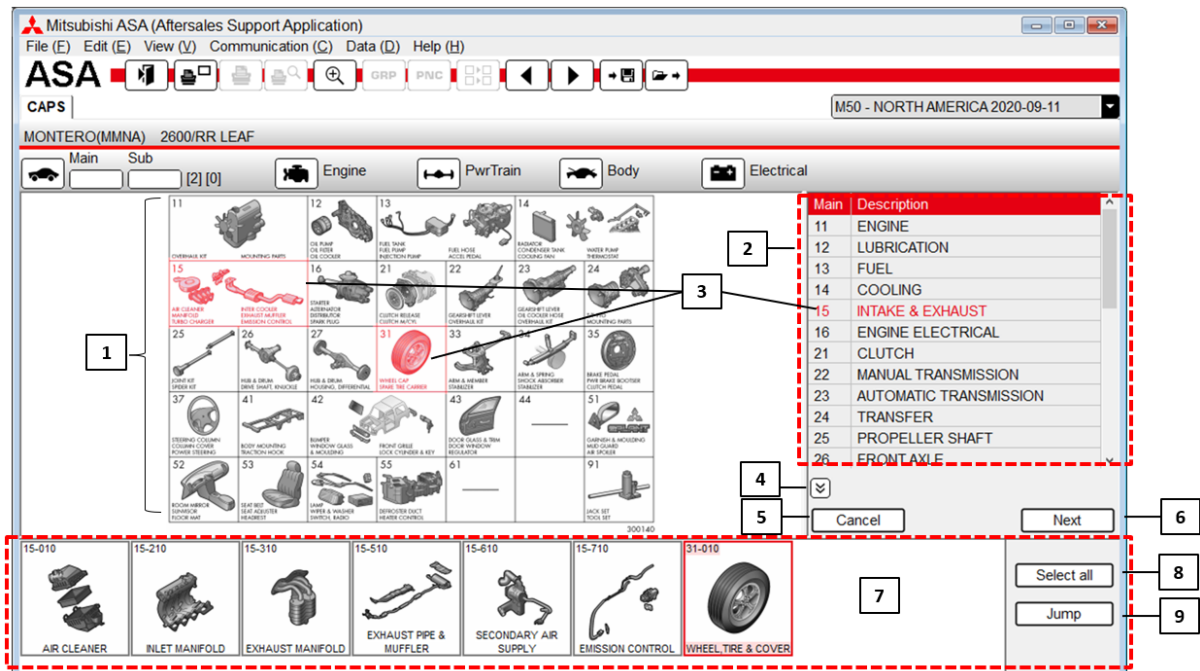 Mitsubishi ASA (Aftersales Support Application)
File (F) Edit (E) View (V) Communication (C) Data (D) Help (H)
ASA
GRP
PNC
CAPS
M50 - NORTH AMERICA 2020-09-11
MONTERO(MMNA) 2600/RR LEAF
Main Sub
[2] [0]
Engine
PwrTrain
Body
Electrical
11
OVERHAUL KIT MOUNTING PARTS
12
OIL PUMP
OIL FILTER
OIL COOLER
13
FUEL TANK
FUEL PUMP
INJECTION PUMP
FUEL HOSE
ACCEL PEDAL
14
RADIATOR
CONDENSER TANK
COOLING FAN
WATER PUMP
THERMOSTAT
15
AIR CLEANER
MANIFOLD
TURBO CHARGER
INTER COOLER
EXHAUST MUFFLER
EMISSION CONTROL
16
STARTER
ALTERNATOR
DISTRIBUTOR
SPARK PLUG
21
CLUTCH RELEASE
CLUTCH M/CYL
22
GEARSHIFT LEVER
OVERHAUL KIT
23
GEARSHIFT LEVER
OIL COOLER HOSE
OVERHAUL KIT
24
MOUNTING PARTS
25
JOINT KIT
SPIDER KIT
26
HUB & DRUM
DRIVE SHAFT, KNUCKLE
27
HUB & DRUM
HOUSING, DIFFERENTIAL
31
WHEEL CAP
SPARE TIRE CARRIER
33
ARM & MEMBER
STABILIZER
34
ARM & SPRING
SHOCK ABSORBER
STABILIZER
35
BRAKE PEDAL
PWR BRAKE BOOTSER
CLUTCH PEDAL
37
STEERING COLUMN
COLUMN COVER
POWER STEERING
41
BODY MOUNTING
TRACTION HOOK
42
BUMPER
WINDOW GLASS
& MOULDING
FRONT GRILLE
LOCK CYLINDER & KEY
43
DOOR GLASS & TRIM
DOOR WINDOW
REGULATOR
44
51
GALANT
GARNISH & MOULDING
MUD GUARD
AIR SPOILER
52
ROOM MIRROR
SUNVISOR
FLOOR MAT
53
SEAT BELT
SEAT ADJUSTER
HEADREST
54
LAMP
WIPER & WASHER
SWITCH, RADIO
55
DEFROSTER DUCT
HEATER CONTROL
61
91
JACK SET
TOOL SET
300140
1
2
3
Main Description
11 ENGINE
12 LUBRICATION
13 FUEL
14 COOLING
15 INTAKE & EXHAUST
16 ENGINE ELECTRICAL
21 CLUTCH
22 MANUAL TRANSMISSION
23 AUTOMATIC TRANSMISSION
24 TRANSFER
25 PROPELLER SHAFT
26 FRONT AXLE
4
5
Cancel
Next
6
15-010
AIR CLEANER
15-210
INLET MANIFOLD
15-310
EXHAUST MANIFOLD
15-510
EXHAUST PIPE &
MUFFLER
15-610
SECONDARY AIR
SUPPLY
15-710
EMISSION CONTROL
31-010
WHEEL,TIRE & COVER
7
Select all
8
Jump
9